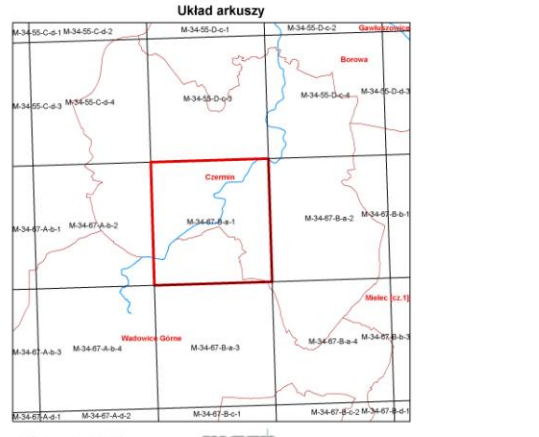 Układ arkuszy
M-34-55-C-d-1 M-34-55-C-d-2 M-34-55-D-c-1 M-34-55-D-c-2 Gawłuszowice
Borowa
M-34-55-C-d-3 M-34-55-C-d-4 M-34-55-D-c-3 M-34-55-D-c-4 M-34-55-D-d-3
Czermin
M-34-67-A-b-1 M-34-67-A-b-2 M-34-67-B-a-1 M-34-67-B-a-2 M-34-67-B-b-1
Mielec [cz.1]
Wadowice Górne
M-34-67-A-b-3 M-34-67-A-b-4 M-34-67-B-a-3 M-34-67-B-a-4 M-34-67-B-b-3
M-34-67-A-d-1 M-34-67-A-d-2 M-34-67-B-c-1 M-34-67-B-c-2 M-34-67-B-d-1